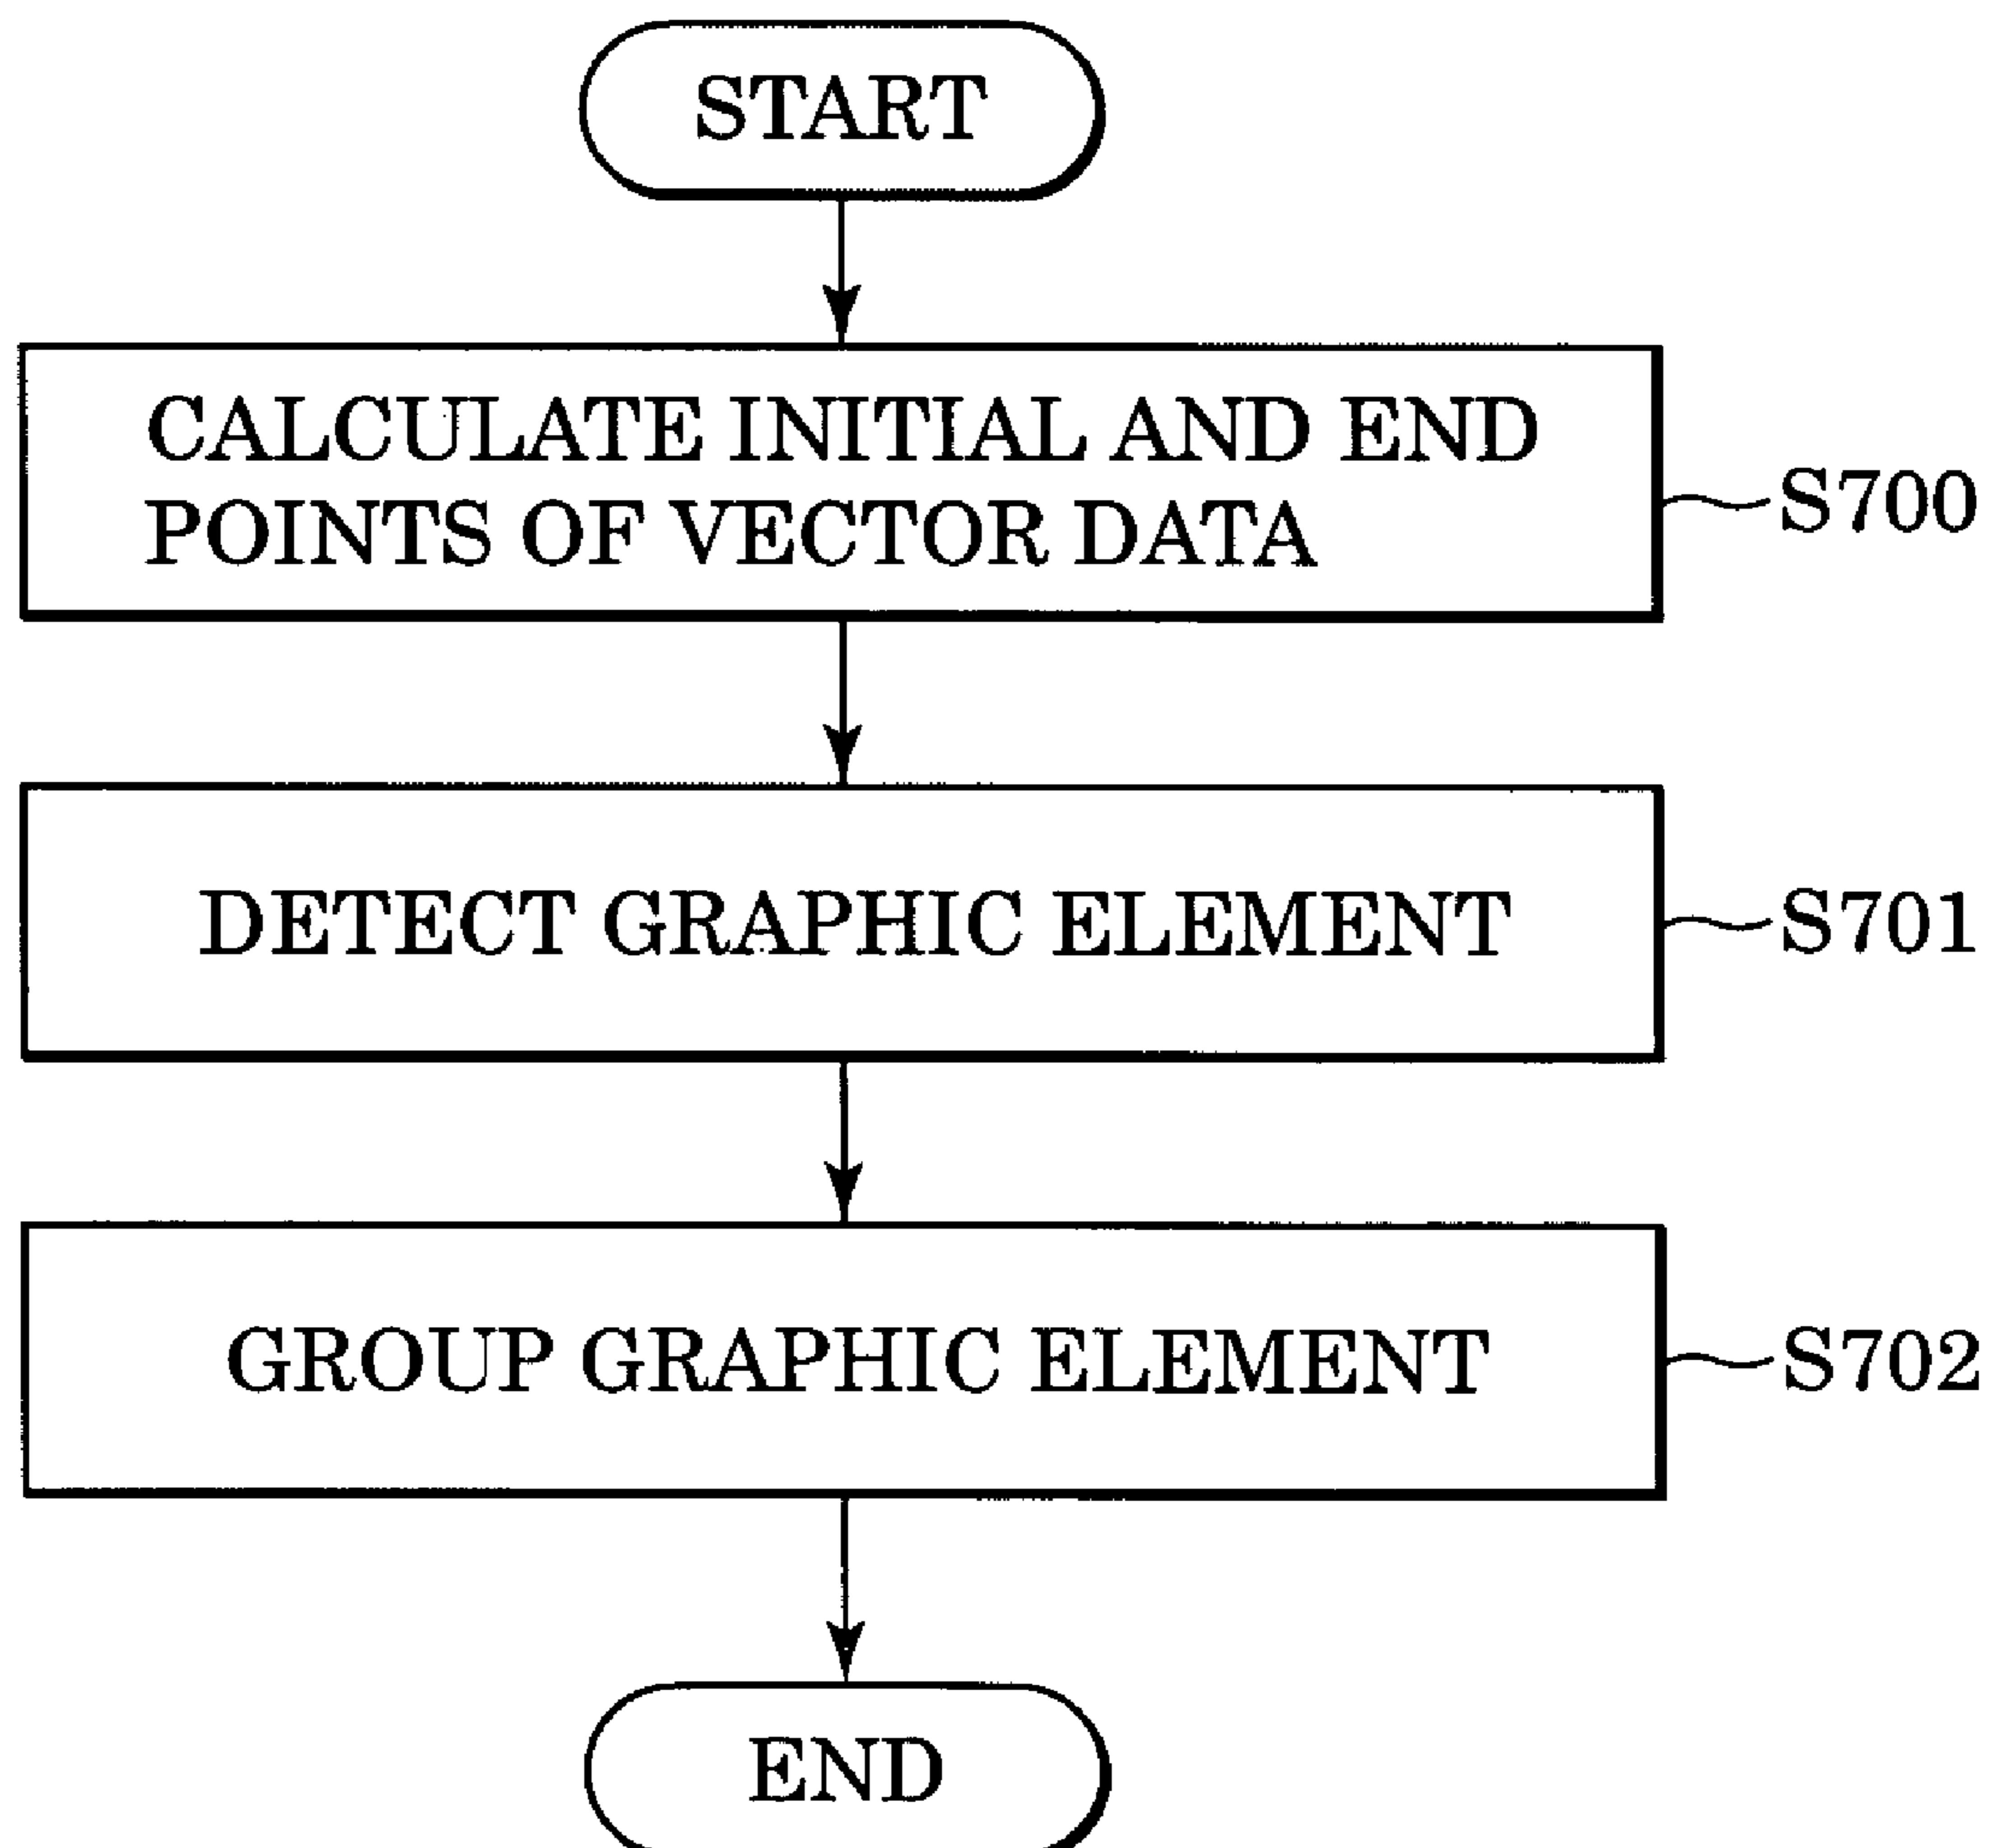 START
CALCULATE INITIAL AND END
POINTS OF VECTOR DATA
S700
DETECT GRAPHIC ELEMENT
S701
GROUP GRAPHIC ELEMENT
S702
END